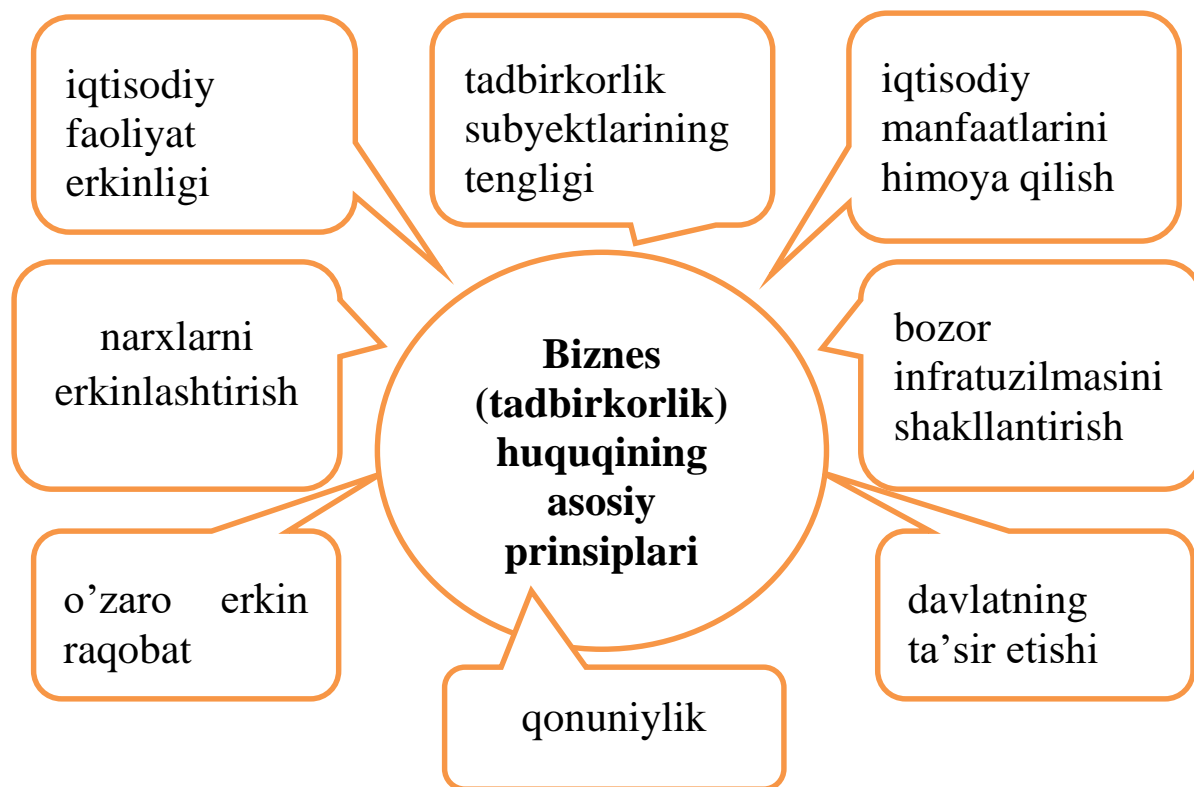 iqtisodiy
faoliyat
erkinligi
tadbirkorlik
subyektlarining
tengligi
iqtisodiy
manfaatlarini
himoya qilish
narxlarni
erkinlashtirish
Biznes
(tadbirkorlik)
huquqining
asosiy
prinsiplari
bozor
infratuzilmasini
shakllantirish
o’zaro erkin
raqobat
qonuniylik
davlatning
ta’sir etishi